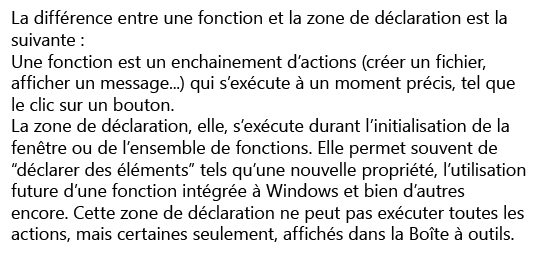 La différence entre une fonction et la zone de déclaration est la
suivante :
Une fonction est un enchainement d'actions (créer un fichier,
afficher un message...) qui s'exécute à un moment précis, tel que
le clic sur un bouton.
La zone de déclaration, elle, s'exécute durant l'initialisation de la
fenêtre ou de l'ensemble de fonctions. Elle permet souvent de
“déclarer des éléments” tels qu'une nouvelle propriété, l'utilisation
future d'une fonction intégrée à Windows et bien d'autres
encore. Cette zone de déclaration ne peut pas exécuter toutes les
actions, mais certaines seulement, affichés dans la Boîte à outils.